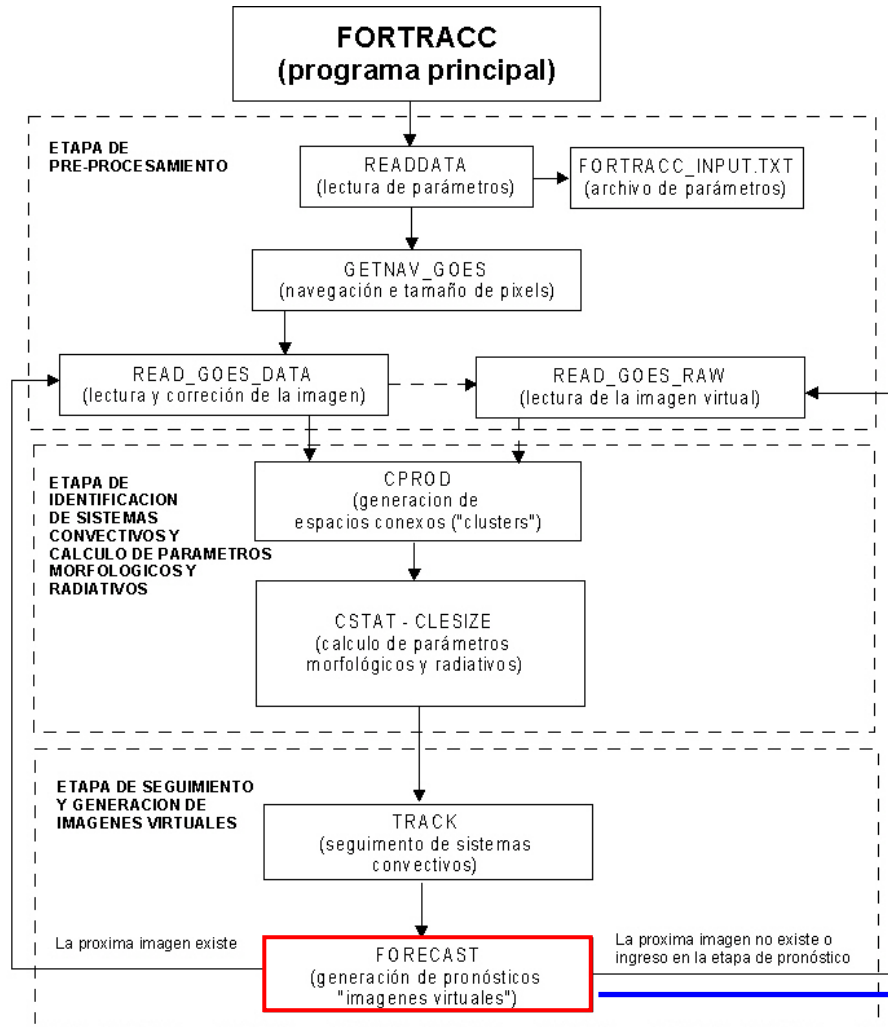 FORTRACC
(programa principal)
ETAPA DE
PRE-PROCESAMIENTO
READDATA
(lectura de parámetros)
FORTRACC_INPUT.TXT
(archivo de parámetros)
GETNAV_GOES
(navegación e tamaño de pixels)
READ_GOES_DATA
(lectura y correción de la imagen)
READ_GOES_RAW
(lectura de la imagen virtual)
ETAPA DE
IDENTIFICACION
DE SISTEMAS
CONVECTIVOS Y
CALCULO DE PARAMETROS
MORFOLOGICOS Y
RADIATIVOS
CPROD
(generacion de
espacios conexos ("clusters")
CSTAT - CLESIZE
(calculo de parámetros
morfológicos y radiativos)
ETAPA DE SEGUIMIENTO
Y GENERACION DE
IMAGENES VIRTUALES
TRACK
(seguimento de sistemas
convectivos)
La proxima imagen existe
FORECAST
(generación de pronósticos
"imagenes virtuales")
La proxima imagen no existe o
ingreso en la etapa de pronóstico